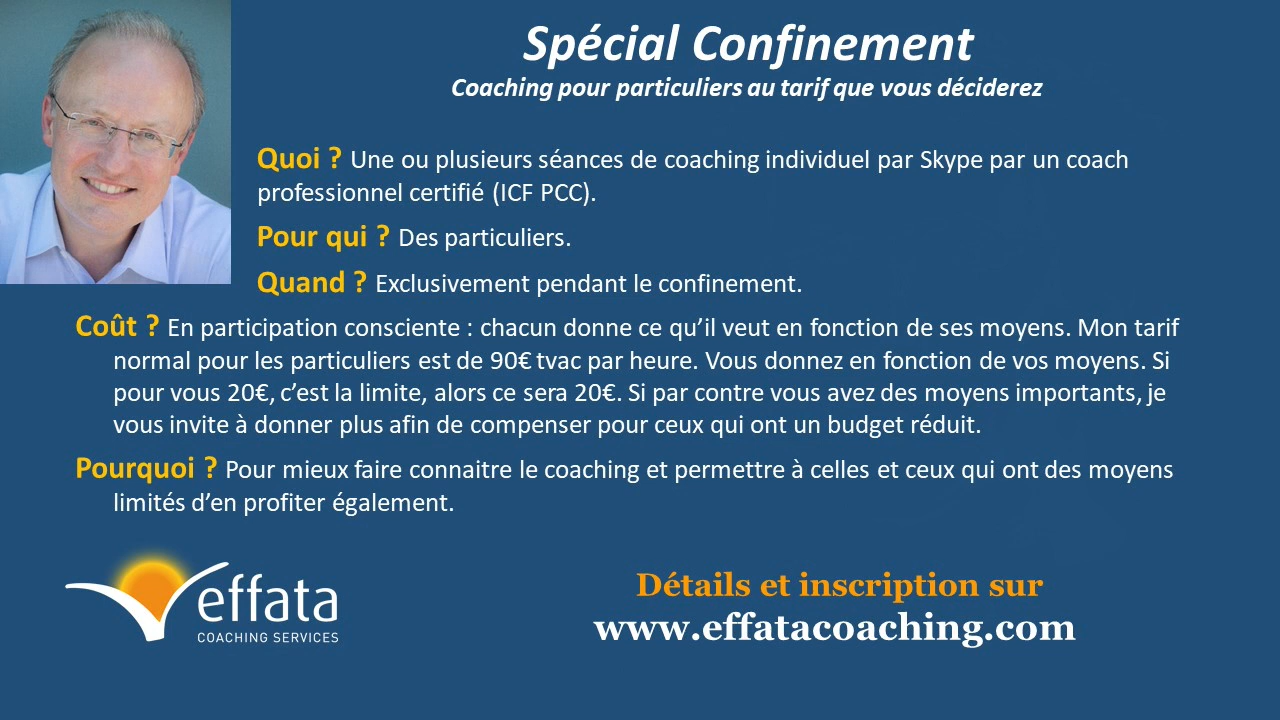 Spécial Confinement
Coaching pour particuliers au tarif que vous déciderez
Quoi ? Une ou plusieurs séances de coaching individuel par Skype par un coach
professionnel certifié (ICF PCC).
Pour qui ? Des particuliers.
Quand ? Exclusivement pendant le confinement.
Coût ? En participation consciente : chacun donne ce qu’il veut en fonction de ses moyens. Mon tarif
normal pour les particuliers est de 90€ tvac par heure. Vous donnez en fonction de vos moyens. Si
pour vous 20€, c’est la limite, alors ce sera 20€. Si par contre vous avez des moyens importants, je
vous invite à donner plus afin de compenser pour ceux qui ont un budget réduit.
Pourquoi ? Pour mieux faire connaitre le coaching et permettre à celles et ceux qui ont des moyens
limités d’en profiter également.
effata
COACHING SERVICES
Détails et inscription sur
www.effatacoaching.com